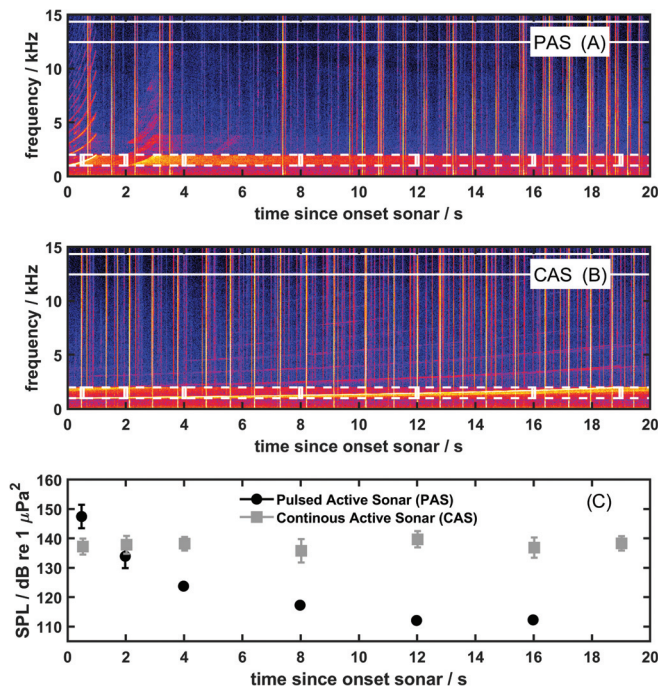 15
10
5
0
frequency / kHz
PAS (A)
0 2 4 6 8 10 12 14 16 18 20
time since onset sonar / s
15
10
5
0
frequency / kHz
CAS (B)
0 2 4 6 8 10 12 14 16 18 20
time since onset sonar / s
160
150
140
130
120
110
SPL / dB re 1 μPa²
Pulsed Active Sonar (PAS)
Continous Active Sonar (CAS)
(C)
0 2 4 6 8 10 12 14 16 18 20
time since onset sonar / s